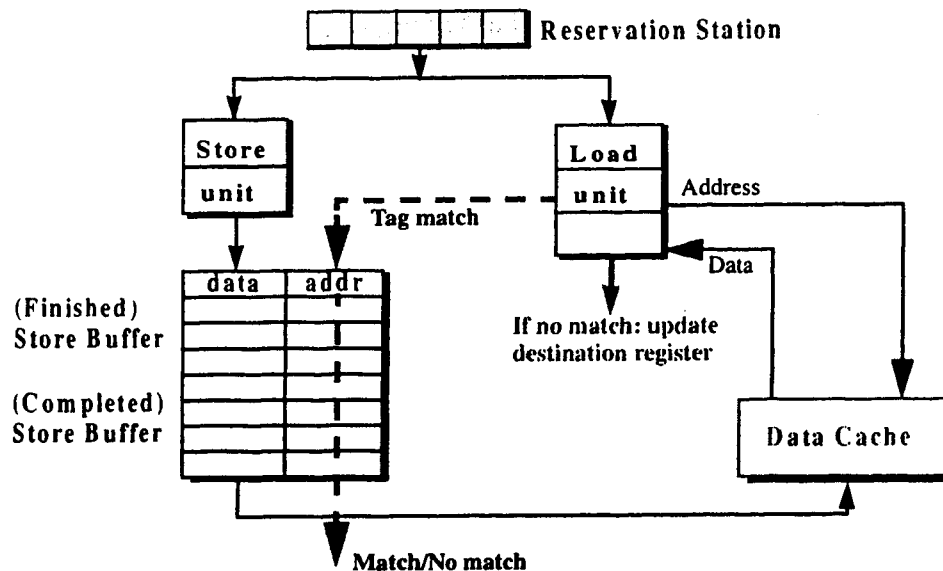 Reservation Station
Store
unit
Load
unit
Address
Tag match
Data
data addr
(Finished)
Store Buffer
If no match: update
destination register
(Completed)
Store Buffer
Data Cache
Match/No match